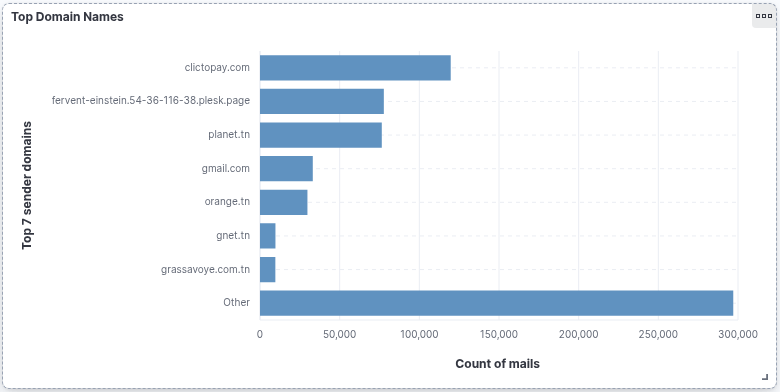 Top Domain Names
Top 7 sender domains
clictopay.com
fervent-einstein.54-36-116-38.plesk.page
planet.tn
gmail.com
orange.tn
gnet.tn
grassavoye.com.tn
Other
0 50,000 100,000 150,000 200,000 250,000 300,000
Count of mails